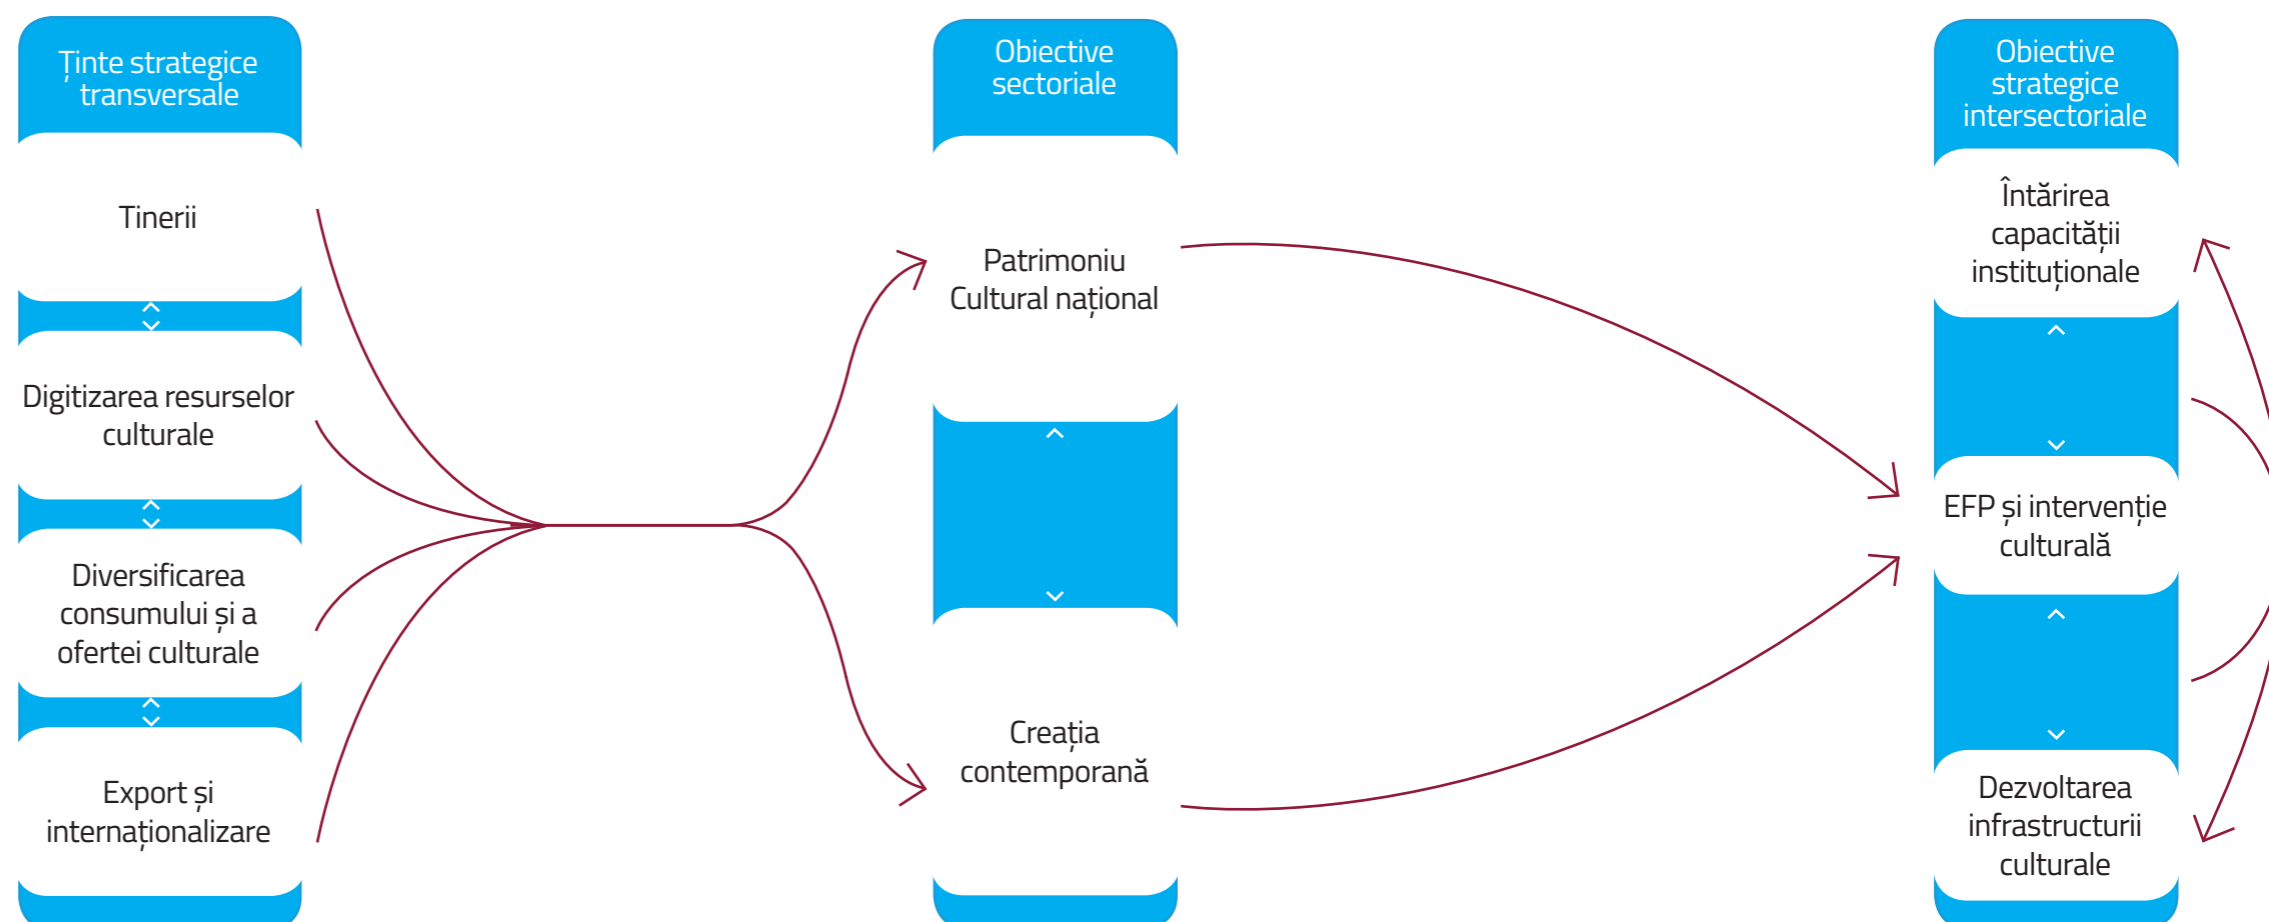 Ținte strategice
transversale
Tinerii
Digitizarea resurselor
culturale
Diversificarea
consumului și a
ofertei culturale
Export și
internaționalizare
Obiective
sectoriale
Patrimoniu
Cultural național
Creația
contemporană
Obiective
strategice
intersectoriale
Întărirea
capacității
instituționale
EFP și intervenție
culturală
Dezvoltarea
infrastructurii
culturale